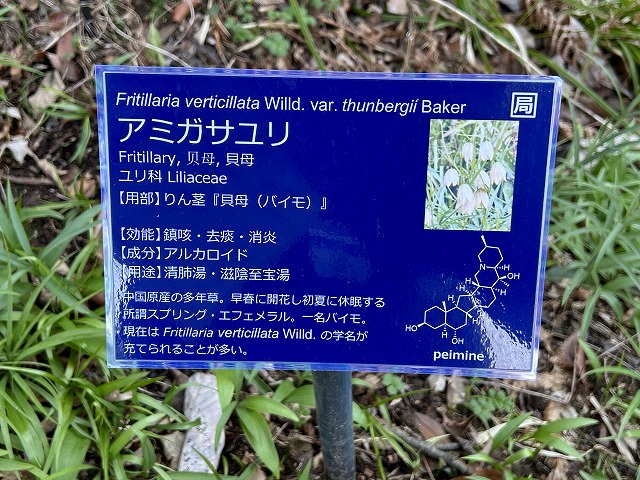 Fritillaria verticillata Willd. var. thunbergii Baker
局
アミガサユリ
Fritillary, 贝母, 貝母
ユリ科 Liliaceae
【用部】りん茎『貝母（バイモ）』
【効能】鎮咳・去痰・消炎
【成分】アルカロイド
【用途】清肺湯・滋陰至宝湯
中国原産の多年草。早春に開花し初夏に休眠する
所謂スプリング・エフェメラル。一名バイモ。
現在は Fritillaria verticillata Willd. の学名が
充てられることが多い。
H
N
H
H
OH
H
H
HO
H
OH
peimine